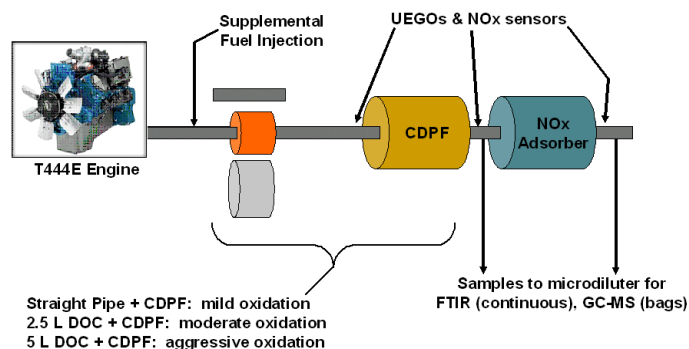 Supplemental
Fuel Injection
UEGOs & NOx sensors
CDPF
NOx
Adsorber
T444E Engine
Samples to microdiluter for
FTIR (continuous), GC-MS (bags)
Straight Pipe + CDPF: mild oxidation
2.5 L DOC + CDPF: moderate oxidation
5 L DOC + CDPF: aggressive oxidation